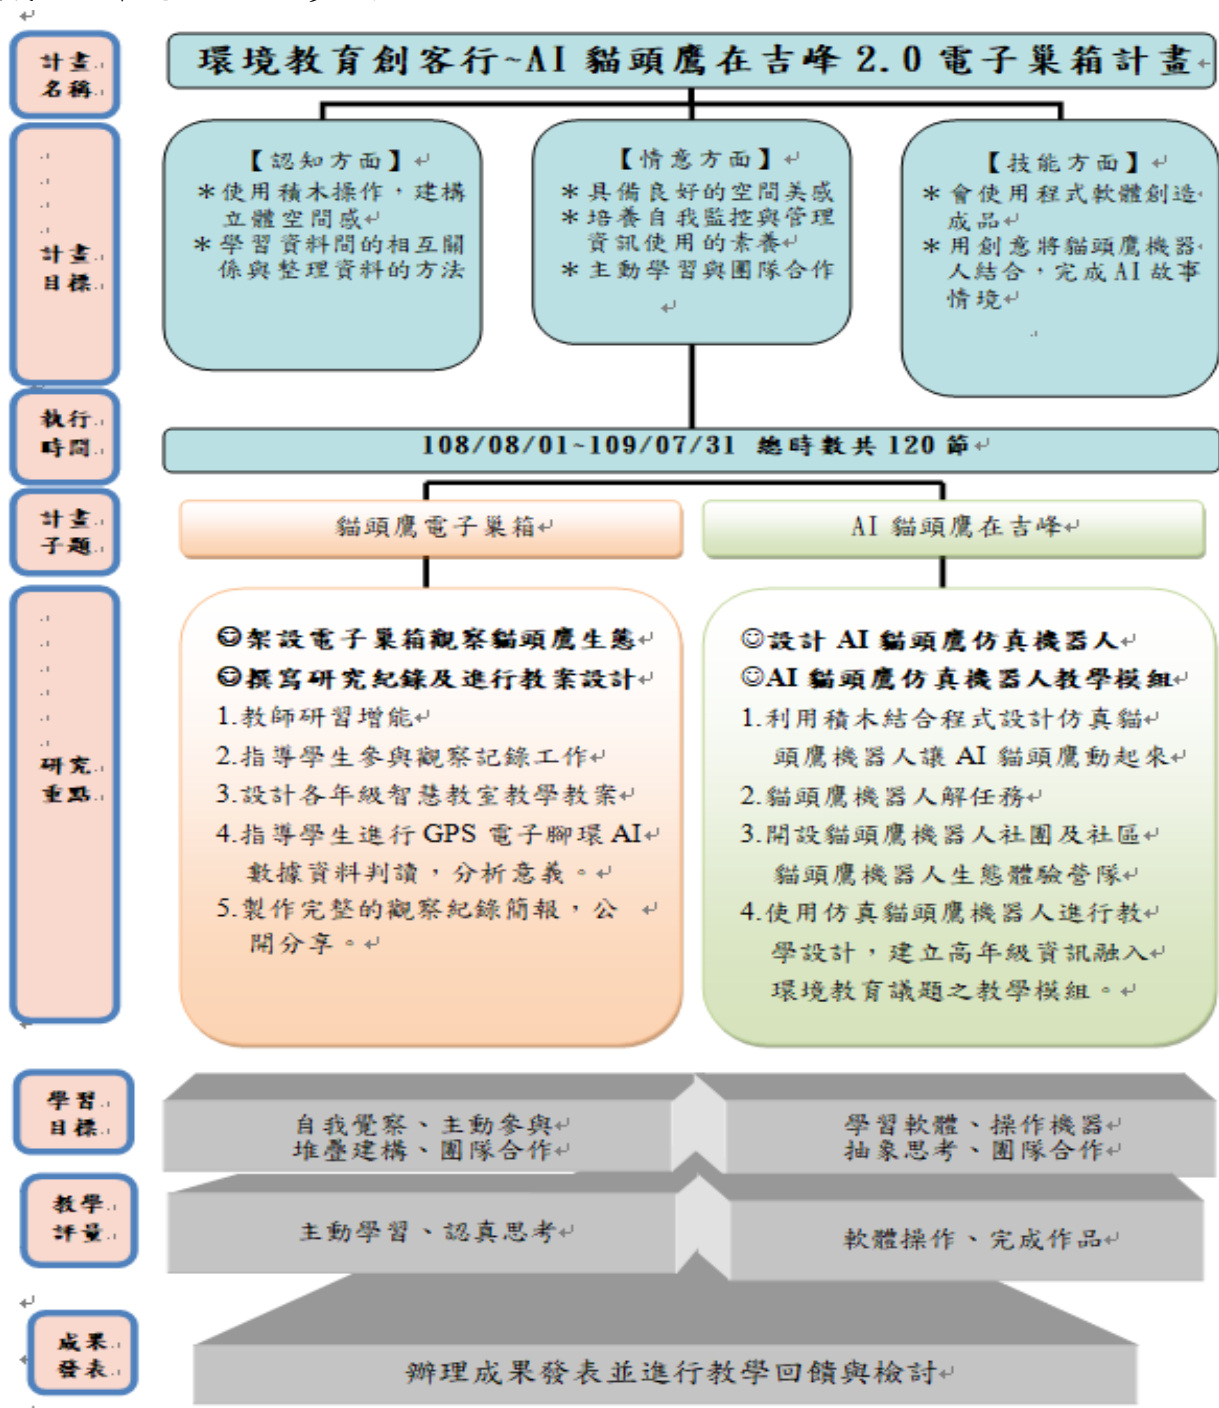 計畫
名稱
環境教育創客行~AI 貓頭鷹在吉峰 2.0 電子巢箱計畫
計畫
目標
【認知方面】
＊使用積木操作，建構
立體空間感
＊學習資料間的相互關
係與整理資料的方法
【情意方面】
＊具備良好的空間美感
＊培養自我監控與管理
資訊使用的素養
＊主動學習與團隊合作
【技能方面】
＊會使用程式軟體創造
成品
＊用創意將貓頭鷹機器
人結合，完成 AI 故事
情境
執行
時間
108/08/01~109/07/31 總時數共 120 節
計畫
子題
貓頭鷹電子巢箱
AI 貓頭鷹在吉峰
研究
重點
☻架設電子巢箱觀察貓頭鷹生態
☻撰寫研究紀錄及進行教案設計
1.教師研習增能
2.指導學生參與觀察記錄工作
3.設計各年級智慧教室教學教案
4.指導學生進行 GPS 電子腳環 AI
數據資料判讀，分析意義。
5.製作完整的觀察紀錄簡報，公
開分享。
☺設計 AI 貓頭鷹仿真機器人
☺AI 貓頭鷹仿真機器人教學模組
1.利用積木結合程式設計仿真貓
頭鷹機器人讓 AI 貓頭鷹動起來
2.貓頭鷹機器人解任務
3.開設貓頭鷹機器人社團及社區
貓頭鷹機器人生態體驗營隊
4.使用仿真貓頭鷹機器人進行教
學設計，建立高年級資訊融入
環境教育議題之教學模組。
學習
目標
自我覺察、主動參與
堆疊建構、團隊合作
學習軟體、操作機器
抽象思考、團隊合作
教學
評量
主動學習、認真思考
軟體操作、完成作品
成果
發表
辦理成果發表並進行教學回饋與檢討